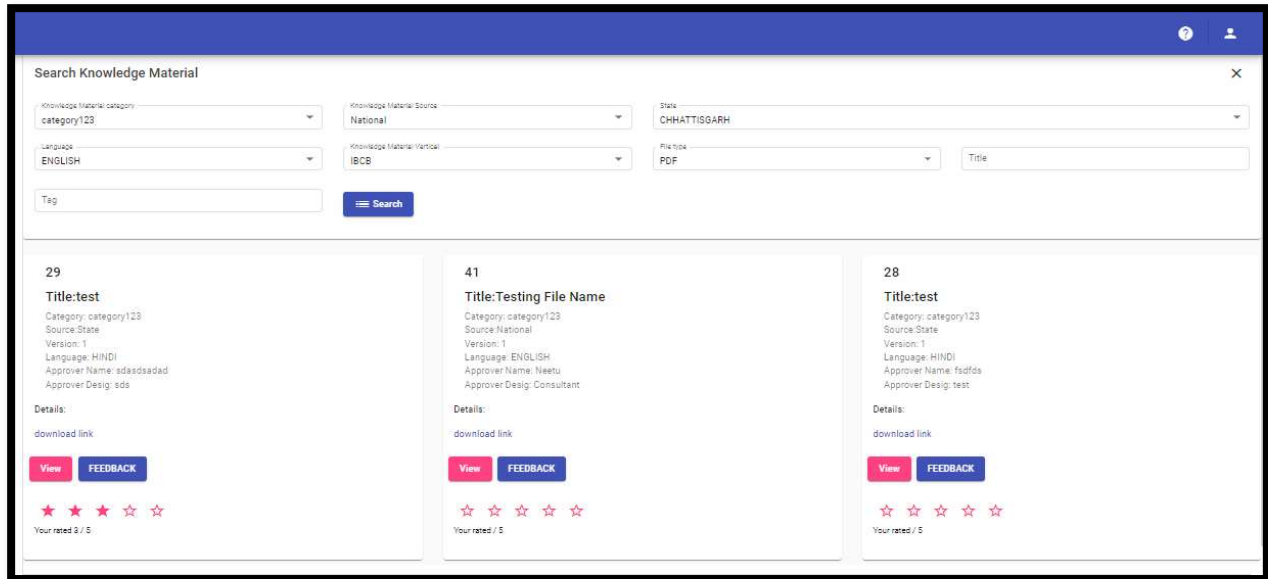 Search Knowledge Material
Knowledge Material category
category123
Knowledge Material Source
National
State
CHHATTISGARH
Language
ENGLISH
Knowledge Material Vertical
IBCB
File type
PDF
Title
Tag
Search
29
Title:test
Category: category123
Source:State
Version: 1
Language: HINDI
Approver Name: sdasdsadad
Approver Desig: sds
Details:
download link
View
FEEDBACK
Your rated 3 / 5
41
Title:Testing File Name
Category: category123
Source:National
Version: 1
Language: ENGLISH
Approver Name: Neetu
Approver Desig: Consultant
Details:
download link
View
FEEDBACK
Your rated / 5
28
Title:test
Category: category123
Source:State
Version: 1
Language: HINDI
Approver Name: fsdfds
Approver Desig: test
Details:
download link
View
FEEDBACK
Your rated / 5